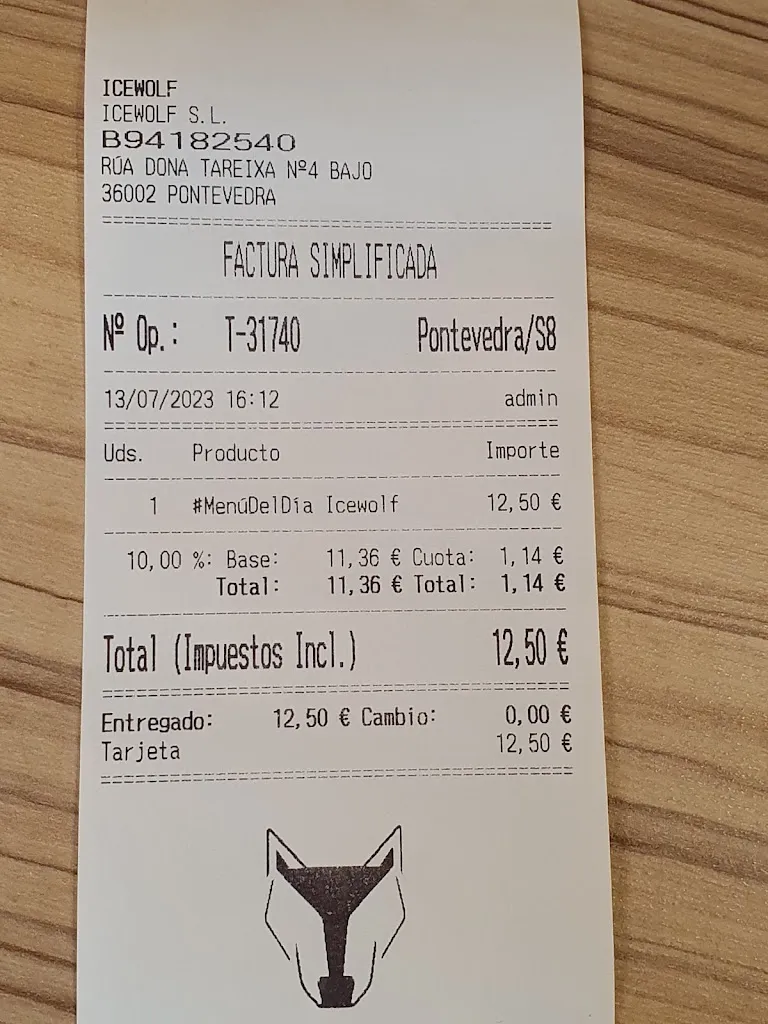 ICEWOLF
ICEWOLF S.L.
B94182540
RÚA DONA TAREIXA Nº4 BAJO
36002 PONTEVEDRA
FACTURA SIMPLIFICADA
Nº Op.: T-31740 Pontevedra/S8
13/07/2023 16:12 admin
Uds. Producto Importe
1 #MenúDelDía Icewolf 12,50 €
10,00 %: Base: 11,36 € Cuota: 1,14 €
Total: 11,36 € Total: 1,14 €
Total (Impuestos Incl.) 12,50 €
Entregado: 12,50 € Cambio: 0,00 €
Tarjeta 12,50 €